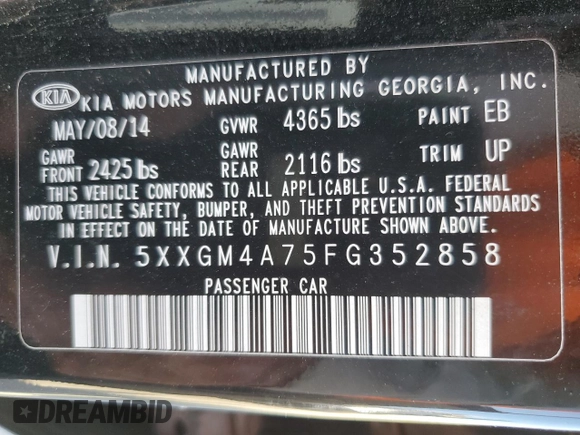 MANUFACTURED BY
KIA KIA MOTORS MANUFACTURING GEORGIA, INC.
MAY/08/14 GVWR 4365 lbs PAINT EB
GAWR FRONT 2425 lbs GAWR REAR 2116 lbs TRIM UP
THIS VEHICLE CONFORMS TO ALL APPLICABLE U.S.A. FEDERAL
MOTOR VEHICLE SAFETY, BUMPER, AND THEFT PREVENTION STANDARDS
IN EFFECT ON THE DATE OF MANUFACTURE SHOWN ABOVE.
V.I.N. 5XXGM4A75FG352858
PASSENGER CAR
DREAMBID